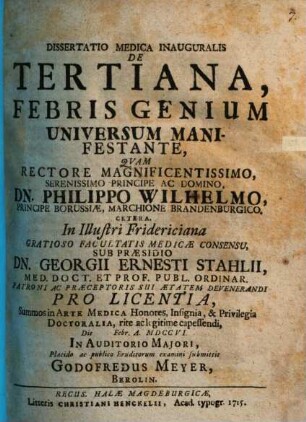 DISSERTATIO MEDICA INAUGURALIS
DE
TERTIANA,
FEBRIS GENIUM
UNIVERSUM MANI-
FESTANTE,
QVAM
RECTORE MAGNIFICENTISSIMO,
SERENISSIMO PRINCIPE AC DOMINO,
DN. PHILIPPO WILHELMO,
PRINCIPE BORUSSIÆ, MARCHIONE BRANDENBURGICO,
CETERA.
In Illustri Fridericiana
GRATIOSO FACULTATIS MEDICÆ CONSENSU,
SUB PRÆSIDIO
DN. GEORGII ERNESTI STAHLII,
MED. DOCT. ET PROF. PUBL. ORDINAR.
PATRONI AC PRÆCEPTORIS SUI ÆTATEM DEVENERANDI
PRO LICENTIA,
Summos in ARTE MEDICA Honores, Insignia, & Privilegia
DOCTORALIA, rite ac legitime capessendi,
Die Febr. A. MDCCVI.
IN AUDITORIO MAJORI,
Placido ac publico Eruditorum examini submittit
GODOFREDUS MEYER,
BEROLIN.
RECUS. HALÆ MAGDEBURGICÆ,
Litteris CHRISTIANI HENCKELII, Acad. typogr. 1715.